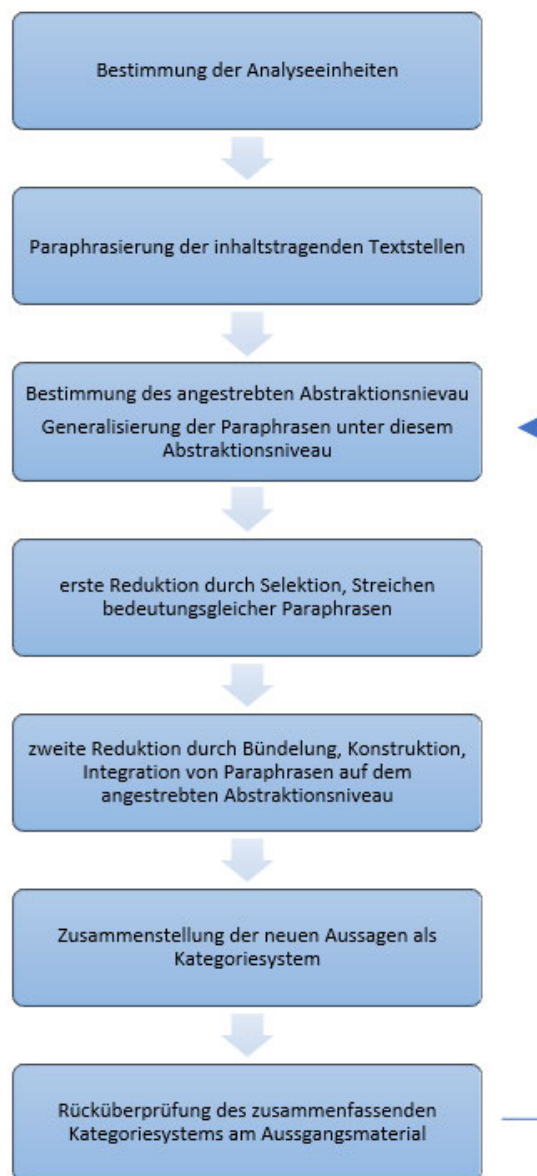 Bestimmung der Analyseeinheiten
Paraphrasierung der inhaltstragenden Textstellen
Bestimmung des angestrebten Abstraktionsnievau
Generalisierung der Paraphrasen unter diesem
Abstraktionsniveau
erste Reduktion durch Selektion, Streichen
bedeutungsgleicher Paraphrasen
zweite Reduktion durch Bündelung, Konstruktion,
Integration von Paraphrasen auf dem
angestrebten Abstraktionsniveau
Zusammenstellung der neuen Aussagen als
Kategoriesystem
Rücküberprüfung des zusammenfassenden
Kategoriesystems am Aussgangsmaterial